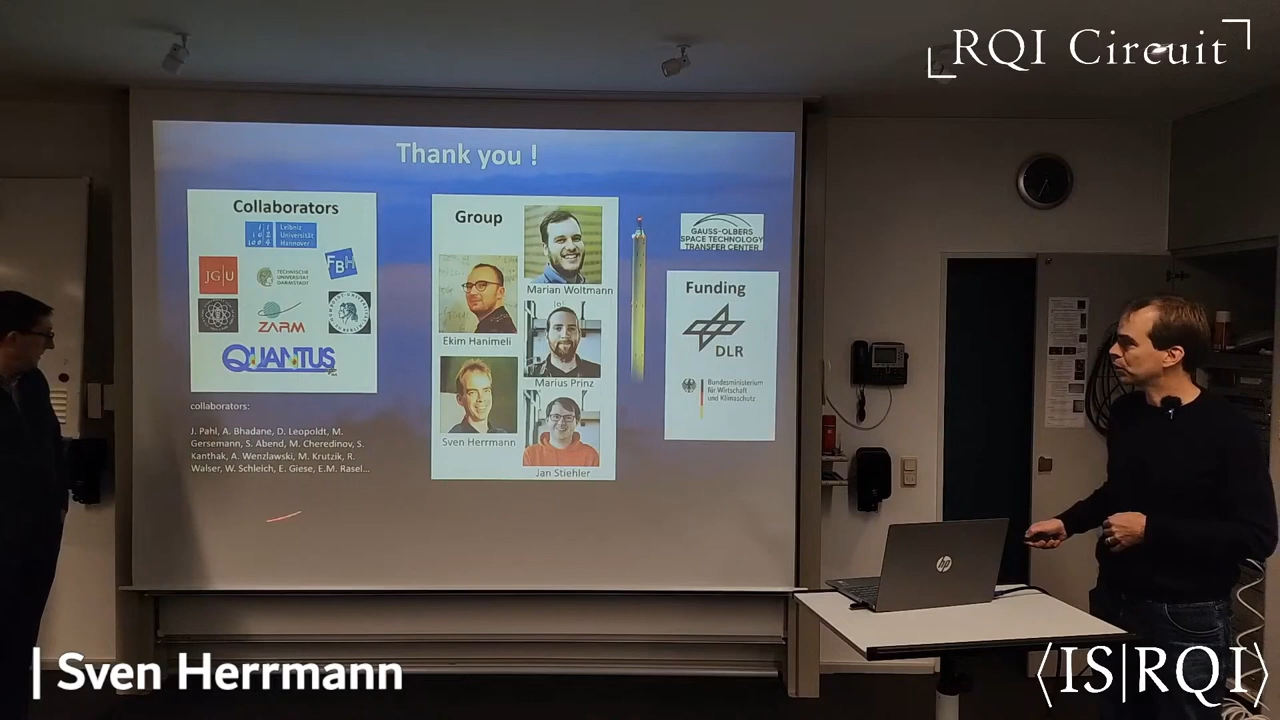 RQI Circuit
Thank you !
Collaborators
Leibniz
Universität
Hannover
FBH
JG|U
TECHNISCHE
UNIVERSITÄT
DARMSTADT
ZARM
QUANTUS
collaborators:
J. Pahl, A. Bhadane, D. Leopoldt, M.
Gersemann, S. Abend, M. Cheredinov, S.
Kanthak, A. Wenzlawski, M. Krutzik, R.
Walser, W. Schleich, E. Giese, E.M. Rasel...
Group
Marian Woltmann
Ekim Hanimeli
Marius Prinz
Sven Herrmann
Jan Stiehler
GAUSS-OLBERS
SPACE TECHNOLOGY
TRANSFER CENTER
Funding
DLR
Bundesministerium
für Wirtschaft
und Klimaschutz
hp
| Sven Herrmann
⟨IS|RQI⟩